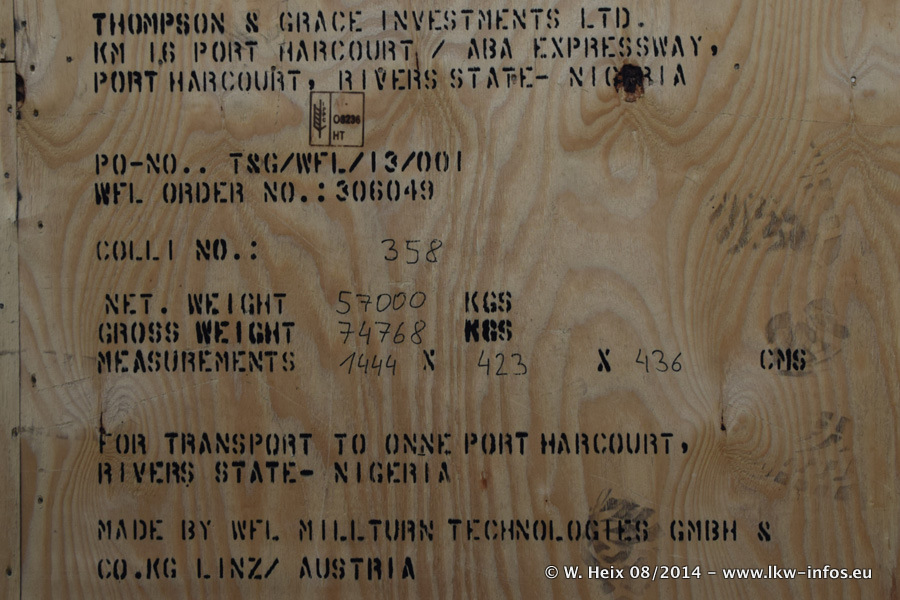 THOMPSON & GRACE INVESTMENTS LTD.
KM 16 PORT HARCOURT / ABA EXPRESSWAY,
PORT HARCOURT, RIVERS STATE- NIGERIA
08236
HT
PO-NO.. T&G/WFL/13/001
WFL ORDER NO.:306049
COLLI NO.: 358
NET. WEIGHT 57000 KGS
GROSS WEIGHT 74768 KGS
MEASUREMENTS 1444 X 423 X 436 CMS
FOR TRANSPORT TO ONNE PORT HARCOURT,
RIVERS STATE- NIGERIA
MADE BY WFL MILLTURN TECHNOLOGIES GMBH &
CO.KG LINZ/ AUSTRIA
© W. Heix 08/2014 - www.lkw-infos.eu